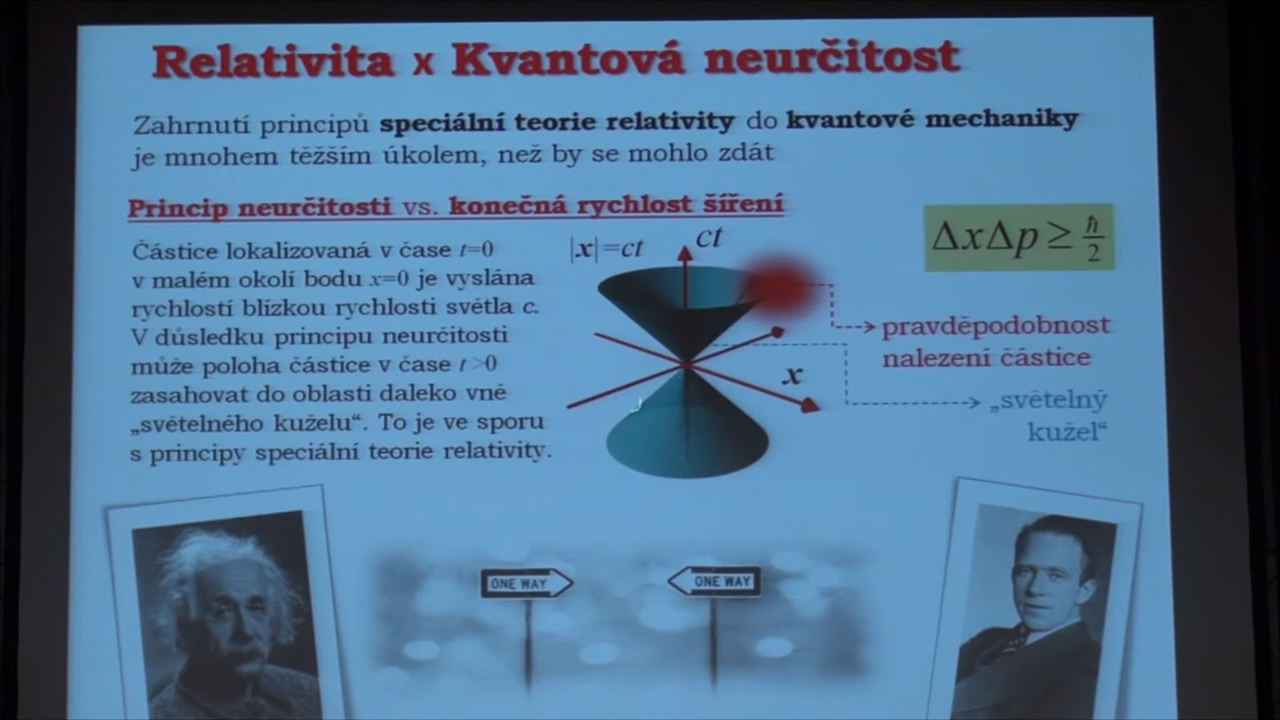 Relativita x Kvantová neurčitost
Zahrnutí principů speciální teorie relativity do kvantové mechaniky
je mnohem těžším úkolem, než by se mohlo zdát
Princip neurčitosti vs. konečná rychlost šíření
Částice lokalizovaná v čase t=0
v malém okolí bodu x=0 je vyslána
rychlostí blízkou rychlosti světla c.
V důsledku principu neurčitosti
může poloha částice v čase t>0
zasahovat do oblasti daleko vně
„světelného kuželu“. To je ve sporu
s principy speciální teorie relativity.
|x|=ct
ct
x
ΔxΔp ≥ ħ/2
pravděpodobnost
nalezení částice
„světelný
kužel“
ONE WAY
ONE WAY